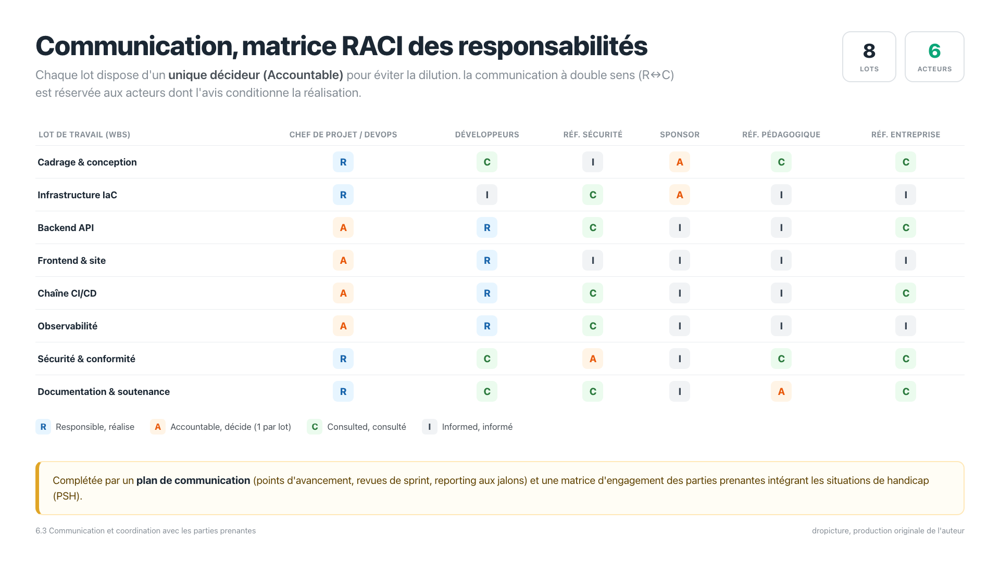 Communication, matrice RACI des responsabilités
Chaque lot dispose d'un unique décideur (Accountable) pour éviter la dilution. la communication à double sens (R↔C)
est réservée aux acteurs dont l'avis conditionne la réalisation.
8
LOTS
6
ACTEURS
LOT DE TRAVAIL (WBS) CHEF DE PROJET / DEVOPS DÉVELOPPEURS RÉF. SÉCURITÉ SPONSOR RÉF. PÉDAGOGIQUE RÉF. ENTREPRISE
Cadrage & conception R C I A C C
Infrastructure IaC R I C A I I
Backend API A R C I I C
Frontend & site A R I I I I
Chaîne CI/CD A R C I I C
Observabilité A R C I I I
Sécurité & conformité R C A I C C
Documentation & soutenance R C C I A C
R Responsible, réalise A Accountable, décide (1 par lot) C Consulted, consulté I Informed, informé
Complétée par un plan de communication (points d'avancement, revues de sprint, reporting aux jalons) et une matrice d'engagement des parties prenantes intégrant les situations de handicap
(PSH).
6.3 Communication et coordination avec les parties prenantes dropicture, production originale de l'auteur